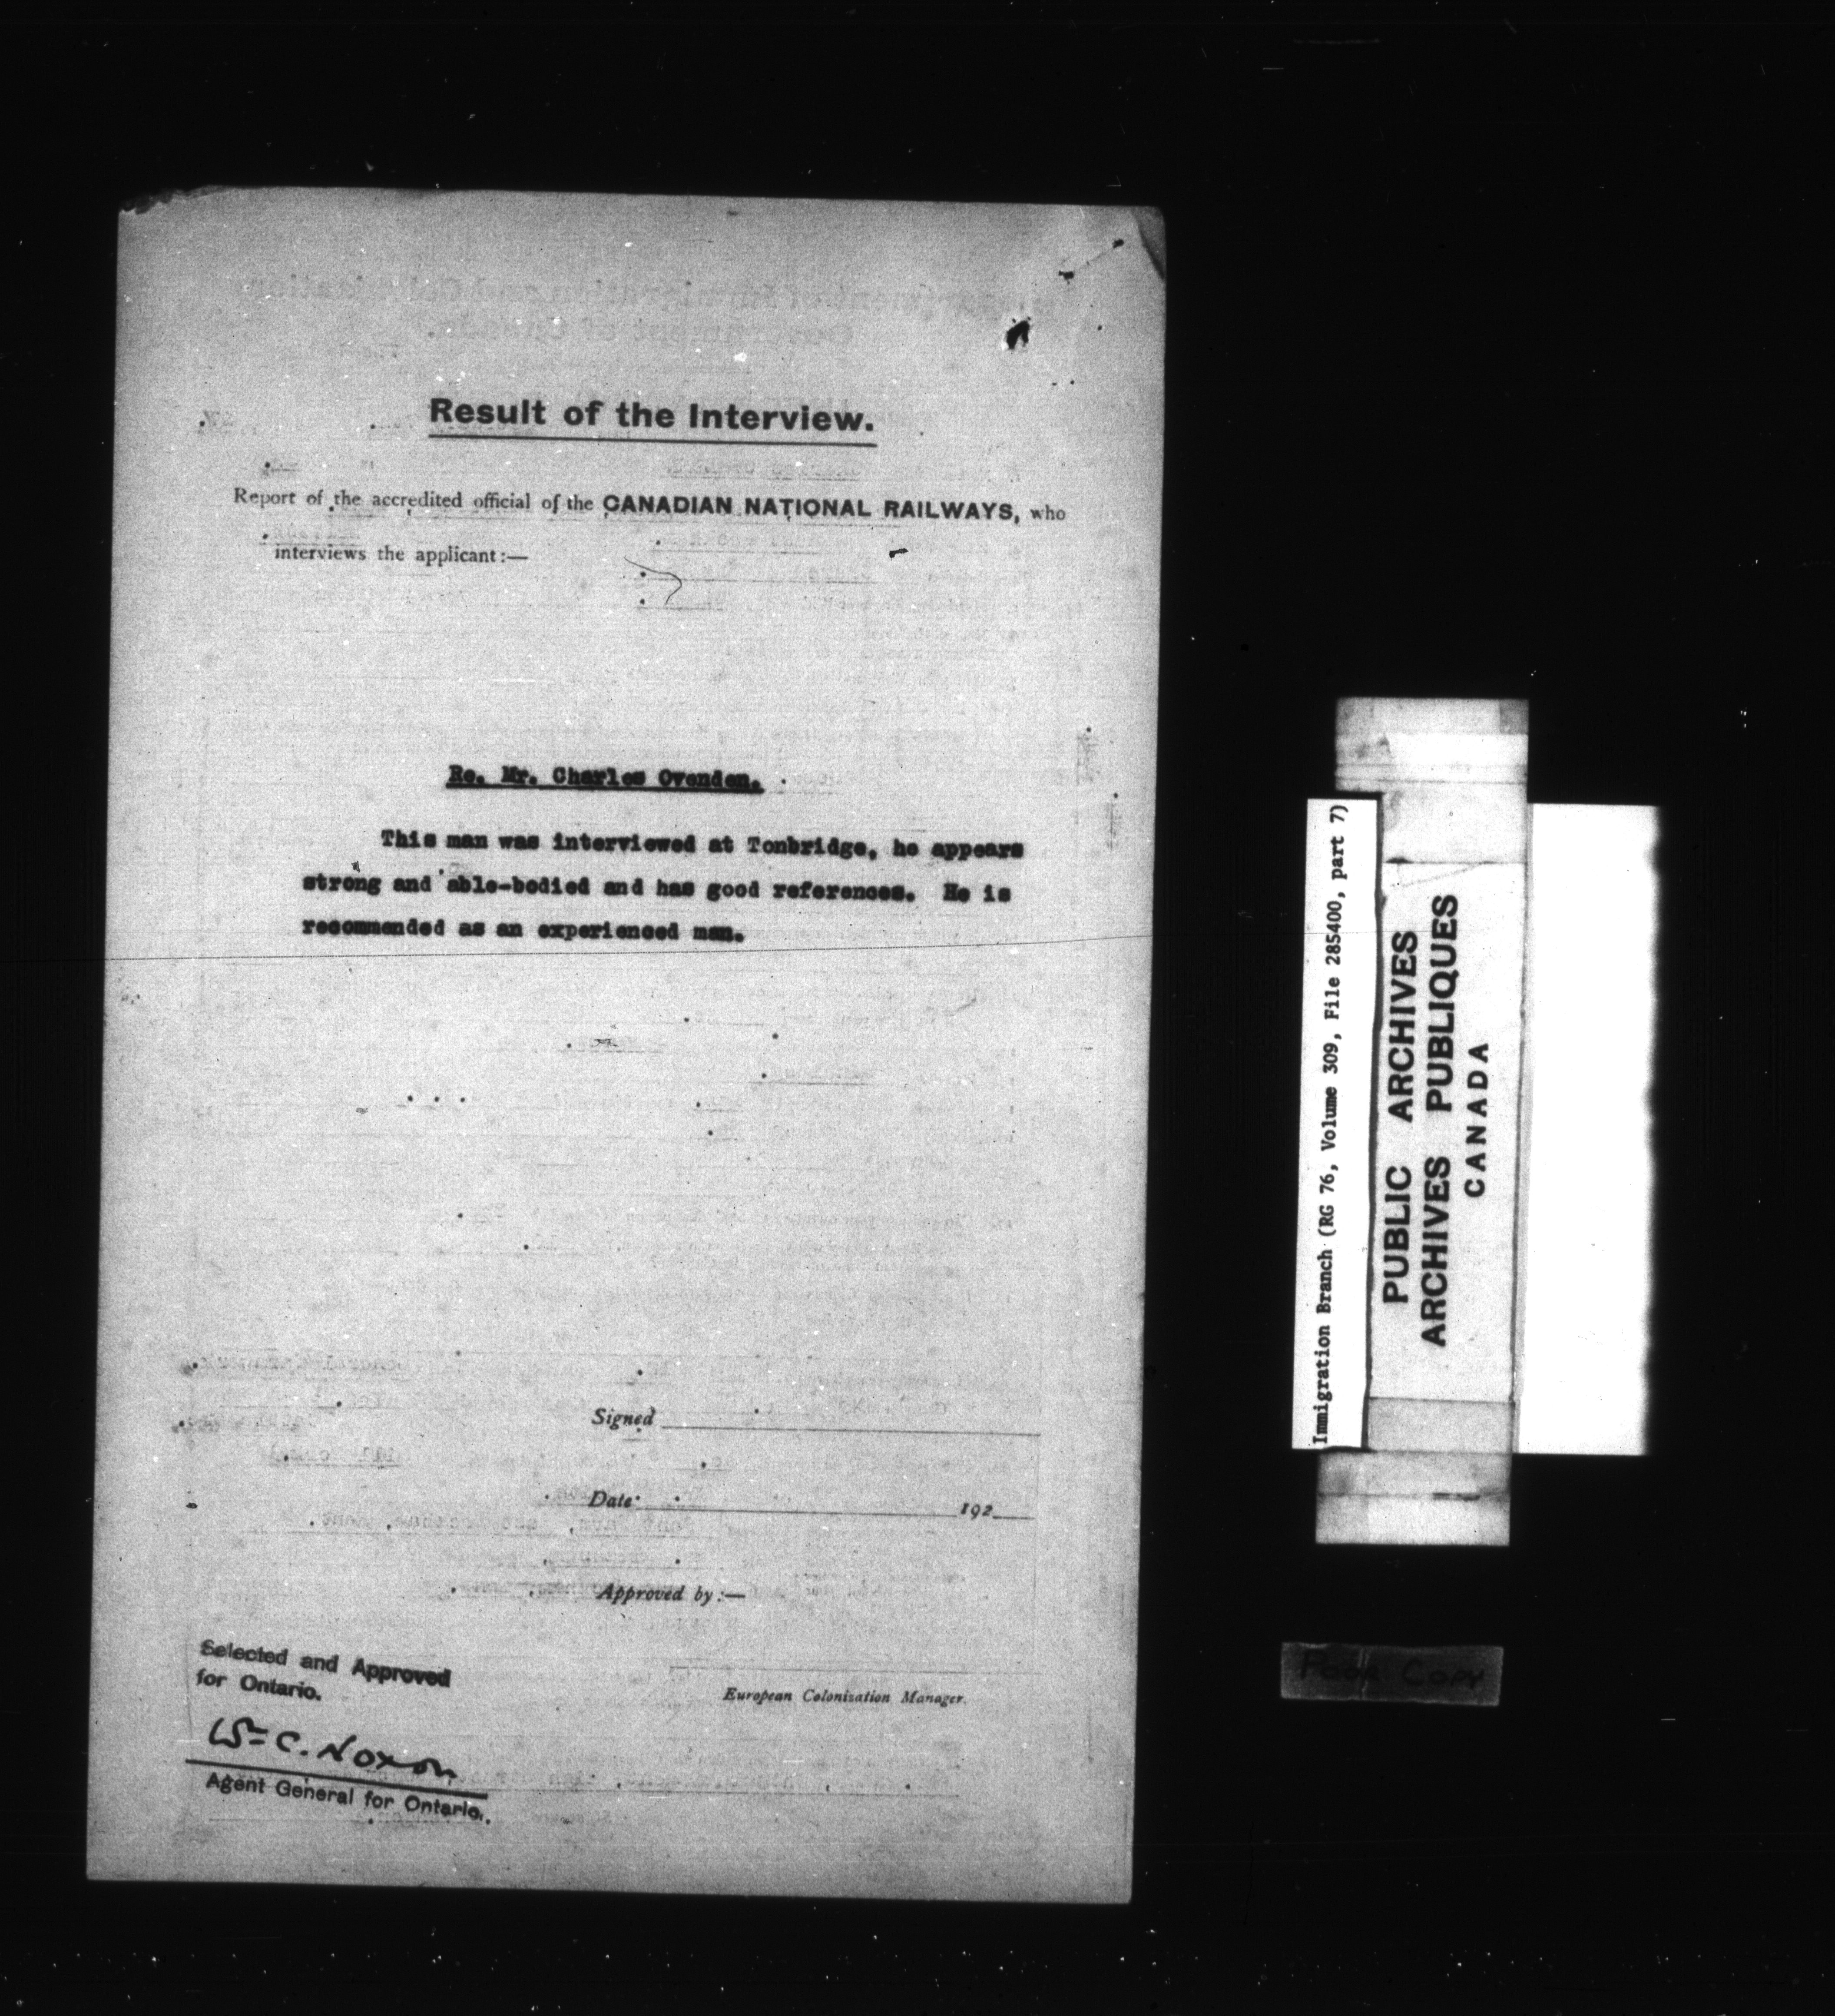 Result of the Interview.
Report of the accredited official of the CANADIAN NATIONAL RAILWAYS, who
interviews the applicant:—
Re. Mr. Charles Ovenden.
This man was interviewed at Tonbridge, he appears
strong and able-bodied and has good references. He is
recommended as an experienced man.
Signed
Date 192
Approved by:—
European Colonization Manager.
Selected and Approved
for Ontario.
Wm C. Noxon
Agent General for Ontario.
Immigration Branch (RG 76, Volume 309, File 285400, part 7)
PUBLIC ARCHIVES
ARCHIVES PUBLIQUES
CANADA
Poor Copy